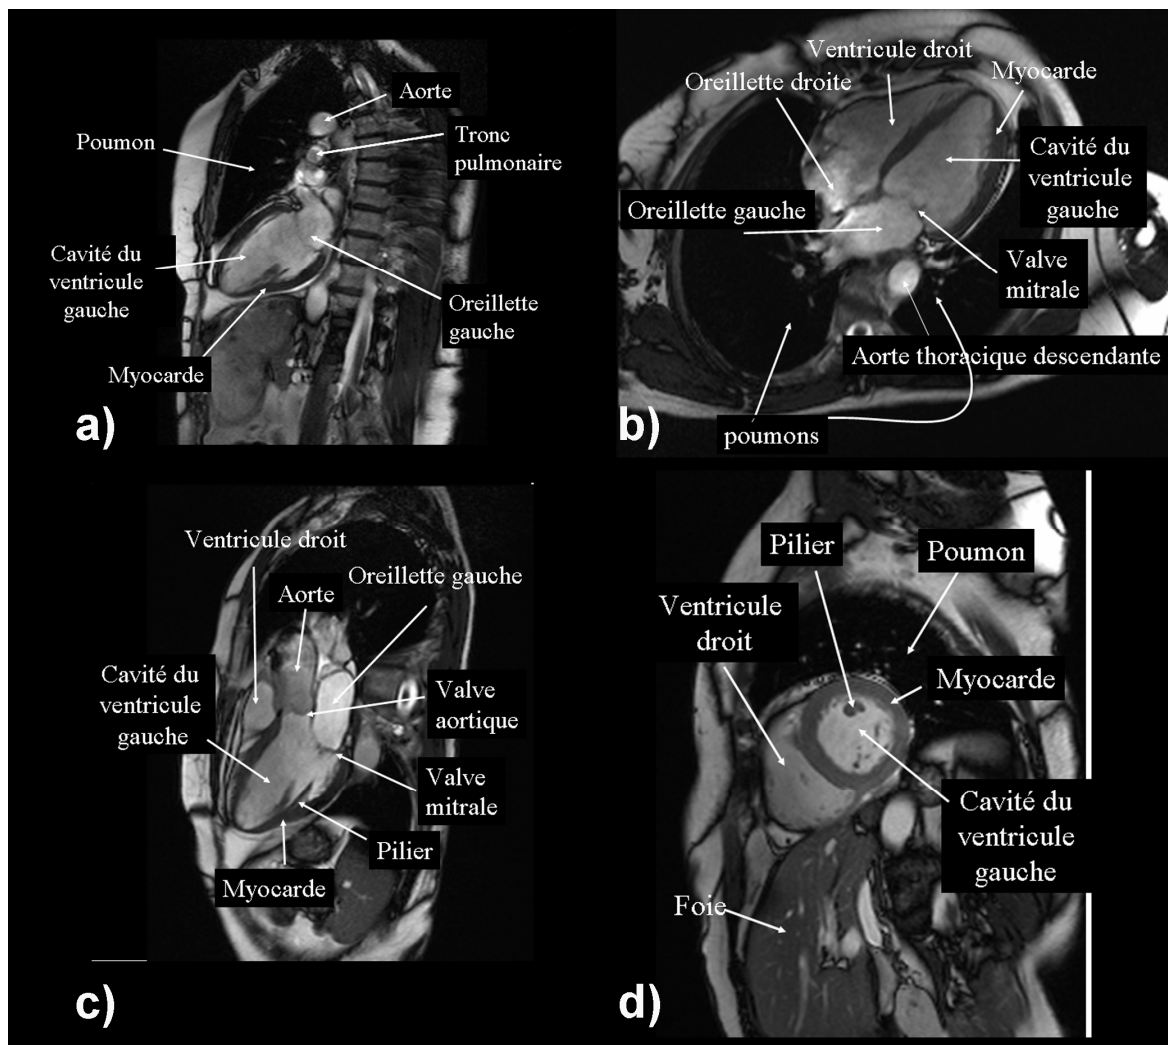 Aorte
Poumon
Tronc
pulmonaire
Cavité du
ventricule
gauche
Oreillette
gauche
Myocarde
a)
Ventricule droit
Oreillette droite
Myocarde
Cavité du
ventricule
gauche
Oreillette gauche
Valve
mitrale
Aorte thoracique descendante
poumons
b)
Ventricule droit
Oreillette gauche
Aorte
Cavité du
ventricule
gauche
Valve
aortique
Valve
mitrale
Pilier
Myocarde
c)
Pilier
Poumon
Ventricule
droit
Myocarde
Cavité du
ventricule
gauche
Foie
d)